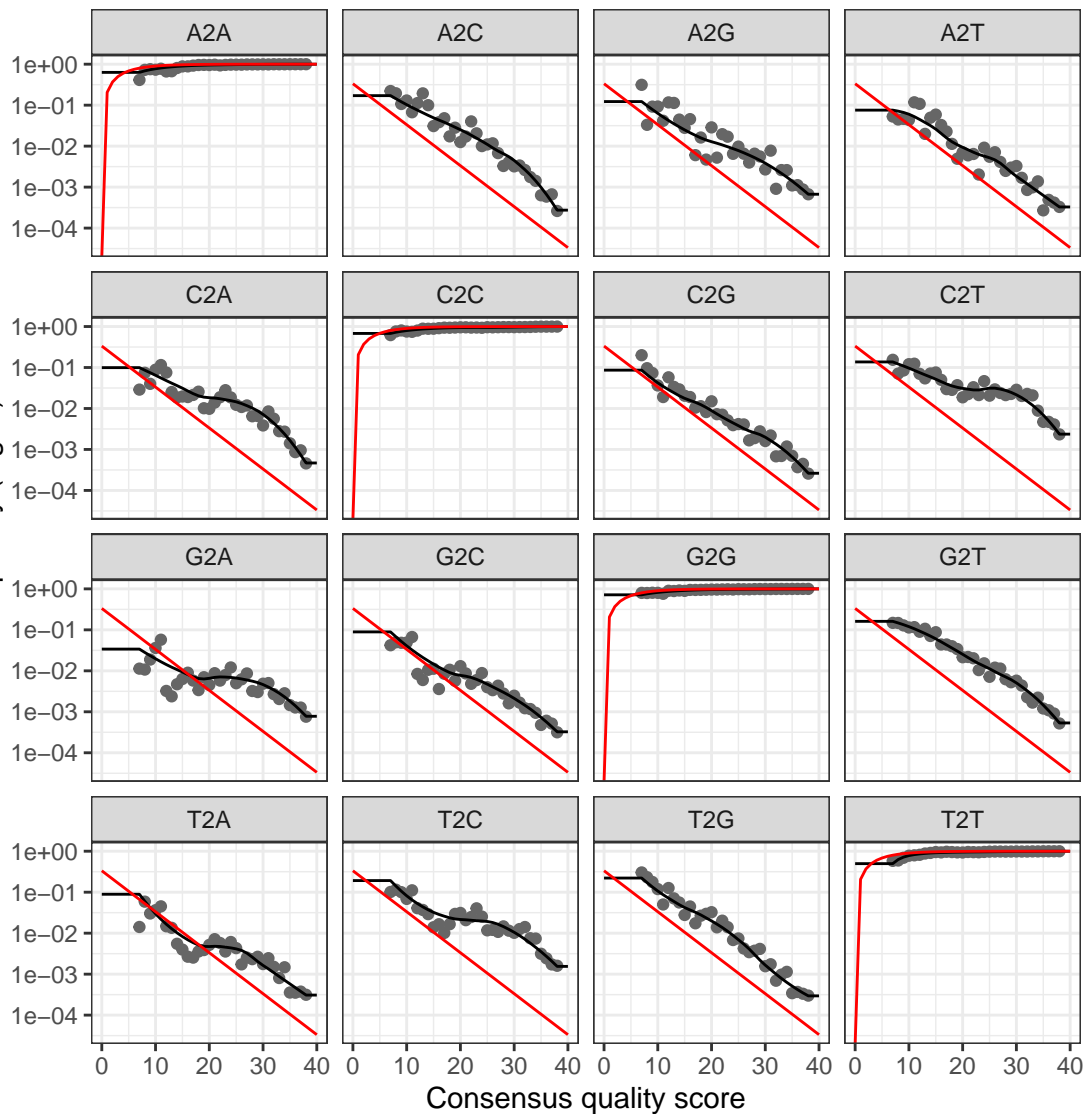 A2A A2C A2G A2T
1e+00
1e−01
1e−02
1e−03
1e−04
C2A C2C C2G C2T
1e+00
1e−01
1e−02
1e−03
1e−04
G2A G2C G2G G2T
1e+00
1e−01
1e−02
1e−03
1e−04
T2A T2C T2G T2T
1e+00
1e−01
1e−02
1e−03
1e−04
0 10 20 30 40 0 10 20 30 40 0 10 20 30 40 0 10 20 30 40
Consensus quality score